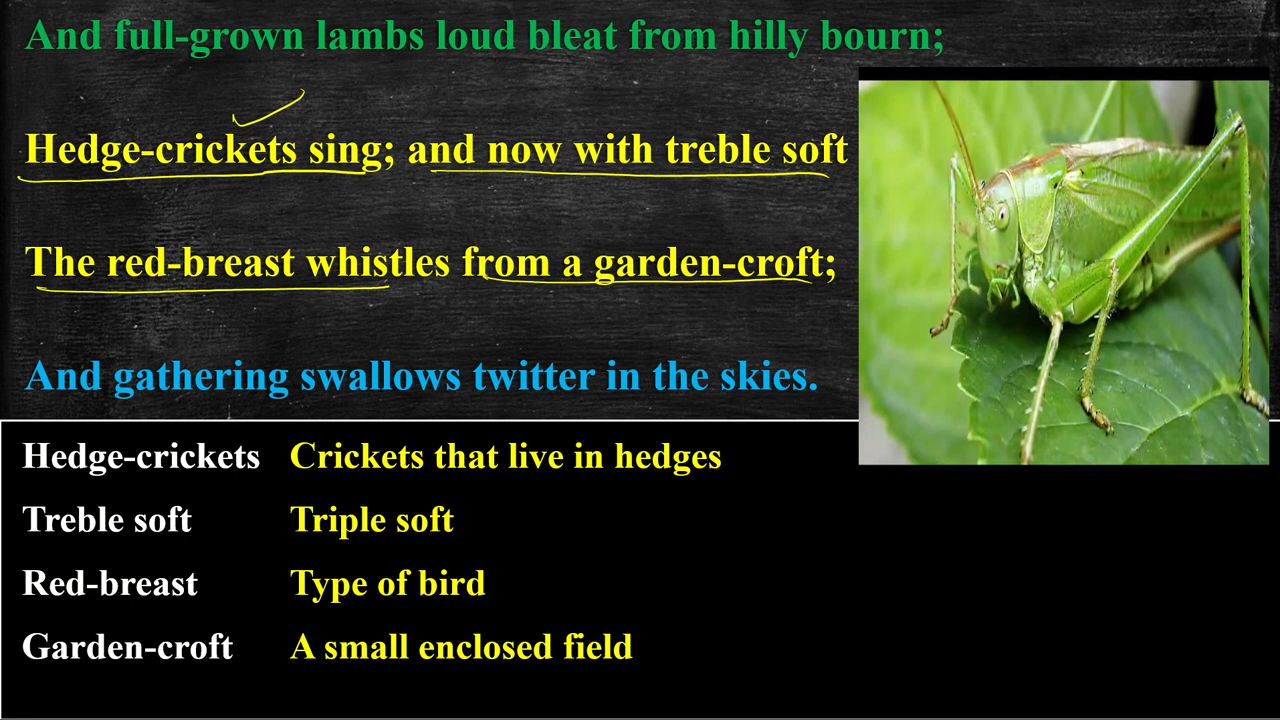 And full-grown lambs loud bleat from hilly bourn;
Hedge-crickets sing; and now with treble soft
The red-breast whistles from a garden-croft;
And gathering swallows twitter in the skies.
Hedge-crickets Crickets that live in hedges
Treble soft Triple soft
Red-breast Type of bird
Garden-croft A small enclosed field